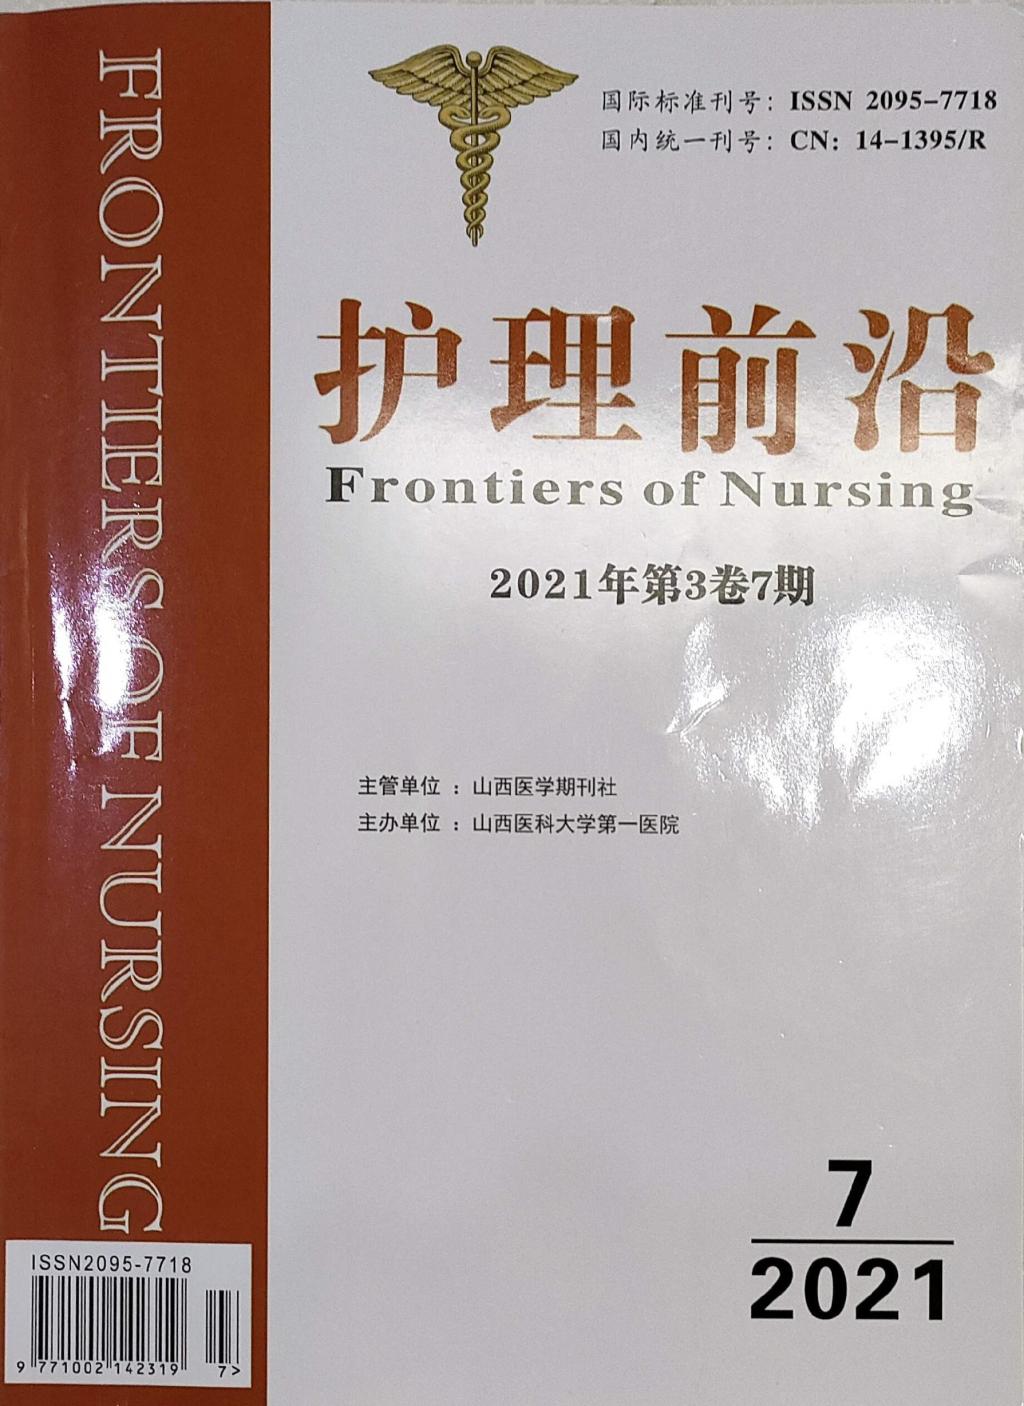 FRONTIERS OF NURSING
国际标准刊号：ISSN 2095-7718
国内统一刊号：CN：14-1395/R
护理前沿
Frontiers of Nursing
2021年第3卷7期
主管单位：山西医学期刊社
主办单位：山西医科大学第一医院
7
2021
ISSN2095-7718
9 771002 142319 7>